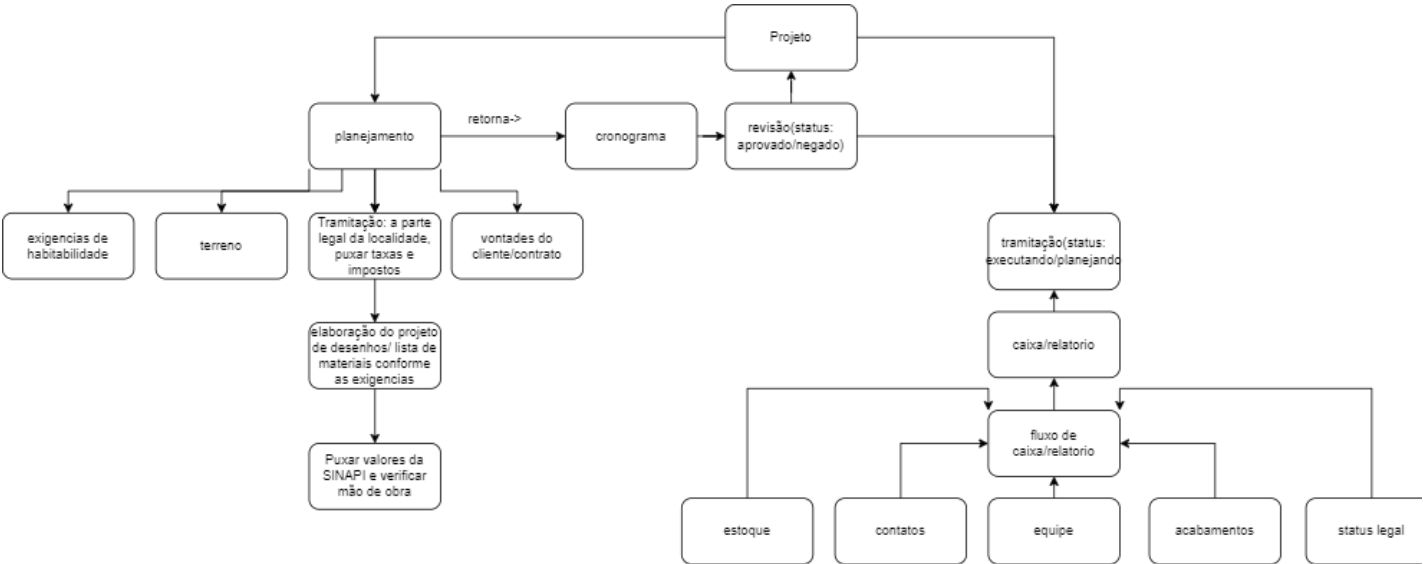 Projeto
planejamento
retorna->
cronograma
revisão(status:
aprovado/negado)
exigencias de
habitabilidade
terreno
Tramitação: a parte
legal da localidade,
puxar taxas e
impostos
vontades do
cliente/contrato
tramitação(status:
executando/planejando
elaboração do projeto
de desenhos/ lista de
materiais conforme
as exigencias
caixa/relatorio
Puxar valores da
SINAPI e verificar
mão de obra
fluxo de
caixa/relatorio
estoque
contatos
equipe
acabamentos
status legal